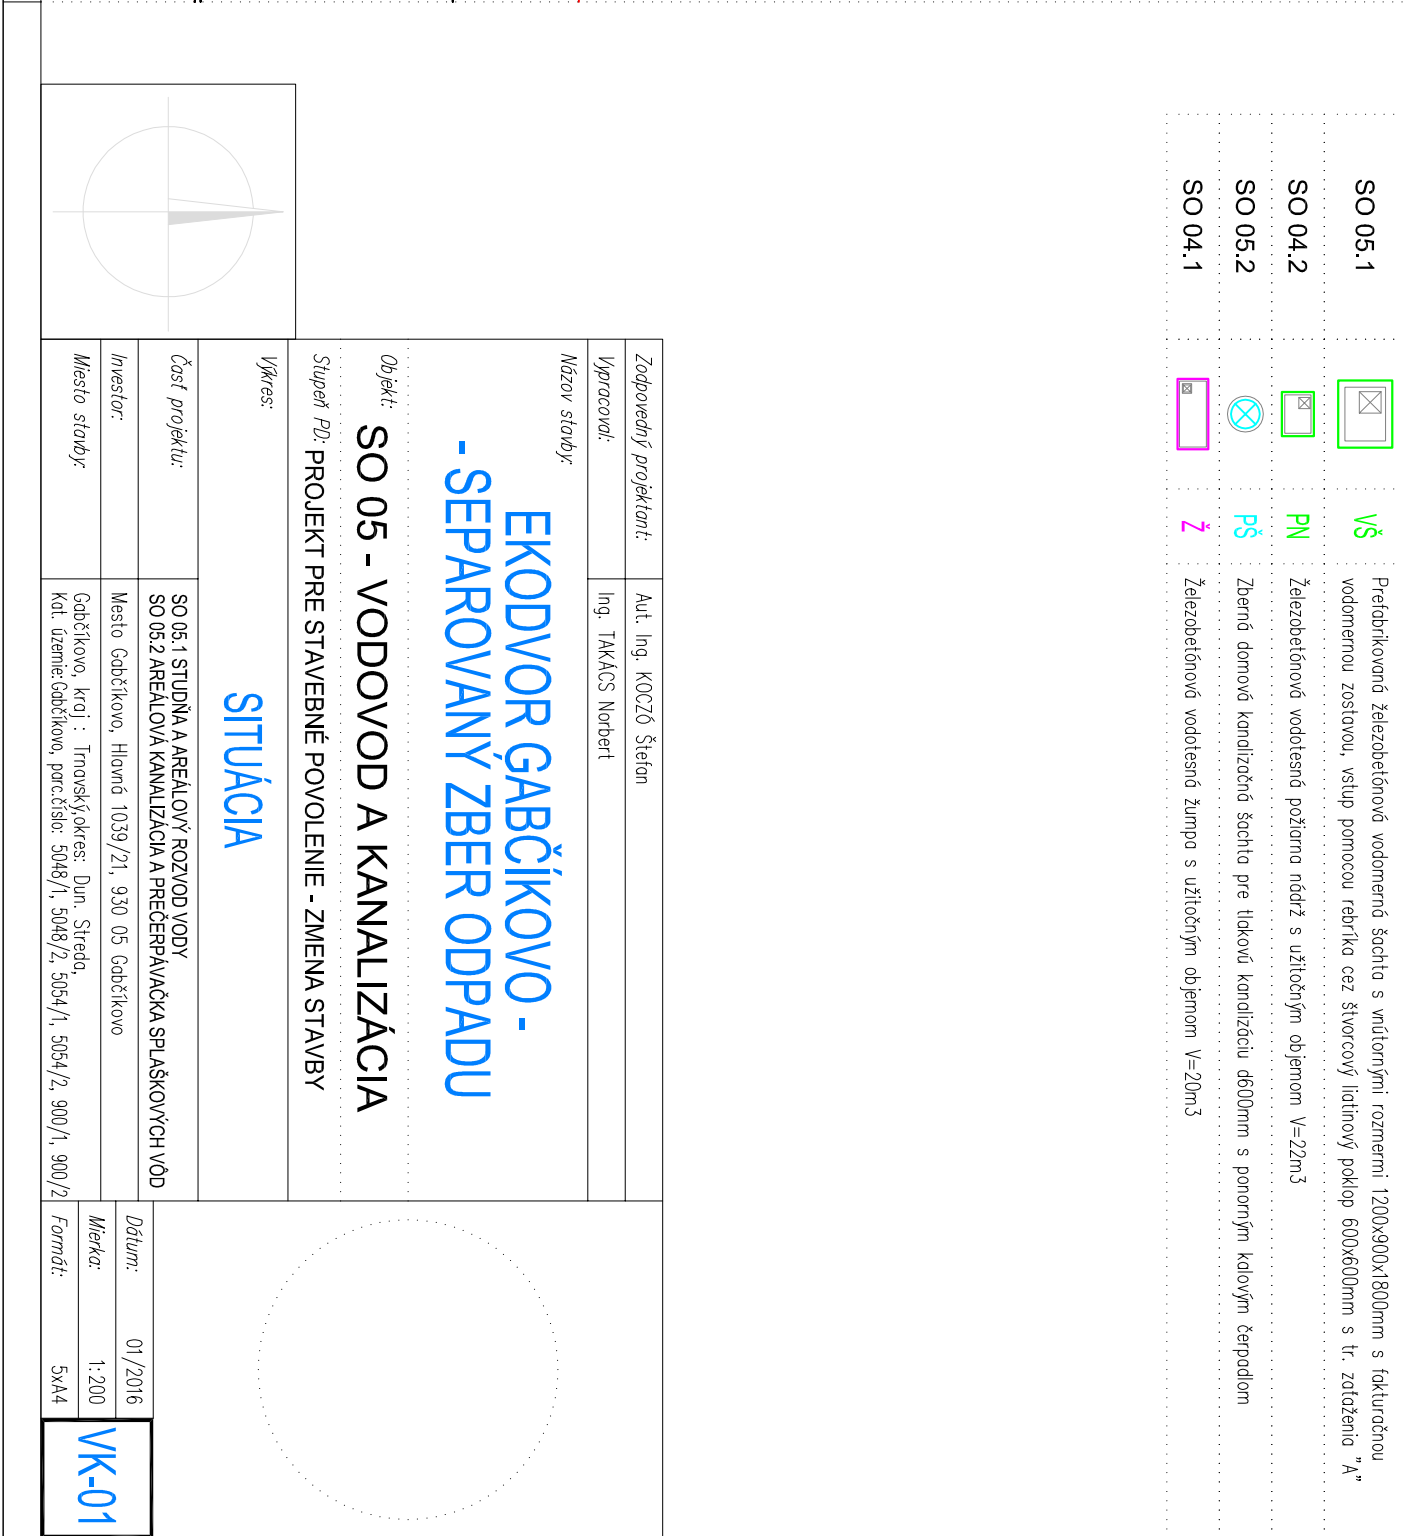 SO 05.1 VŠ Prefabrikovaná železobetónová vodomerná šachta s vnútornými rozmermi 1200x900x1800mm s fakturačnou
vodomernou zostavou, vstup pomocou rebríka cez štvorcový liatinový poklop 600x600mm s tr. zaťaženia "A"
SO 04.2 PN Železobetónová vodotesná požiarna nádrž s užitočným objemom V=22m3
SO 05.2 PŠ Zberná domová kanalizačná šachta pre tlakovú kanalizáciu d600mm s ponorným kalovým čerpadlom
SO 04.1 Ž Železobetónová vodotesná žumpa s užitočným objemom V=20m3
Zodpovedný projektant: Aut. Ing. KOCZÓ Štefan
Vypracoval: Ing. TAKÁCS Norbert
Názov stavby:
EKODVOR GABČÍKOVO -
- SEPAROVANÝ ZBER ODPADU
Objekt: SO 05 - VODOVOD A KANALIZÁCIA
Stupeň PD: PROJEKT PRE STAVEBNÉ POVOLENIE - ZMENA STAVBY
Výkres:
SITUÁCIA
Časť projektu: SO 05.1 STUDŇA A AREÁLOVÝ ROZVOD VODY
SO 05.2 AREÁLOVÁ KANALIZÁCIA A PREČERPÁVAČKA SPLAŠKOVÝCH VÔD
Investor: Mesto Gabčíkovo, Hlavná 1039/21, 930 05 Gabčíkovo
Miesto stavby: Gabčíkovo, kraj : Trnavský,okres: Dun. Streda,
Kat. územie:Gabčíkovo, parc.číslo: 5048/1, 5048/2, 5054/1, 5054/2, 900/1, 900/2
Dátum: 01/2016
Mierka: 1:200
Formát: 5xA4
VK-01